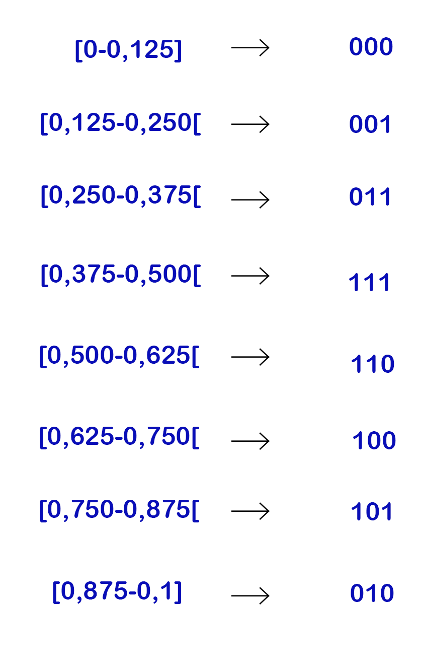 [0-0,125] → 000
[0,125-0,250[ → 001
[0,250-0,375[ → 011
[0,375-0,500[ → 111
[0,500-0,625[ → 110
[0,625-0,750[ → 100
[0,750-0,875[ → 101
[0,875-0,1] → 010